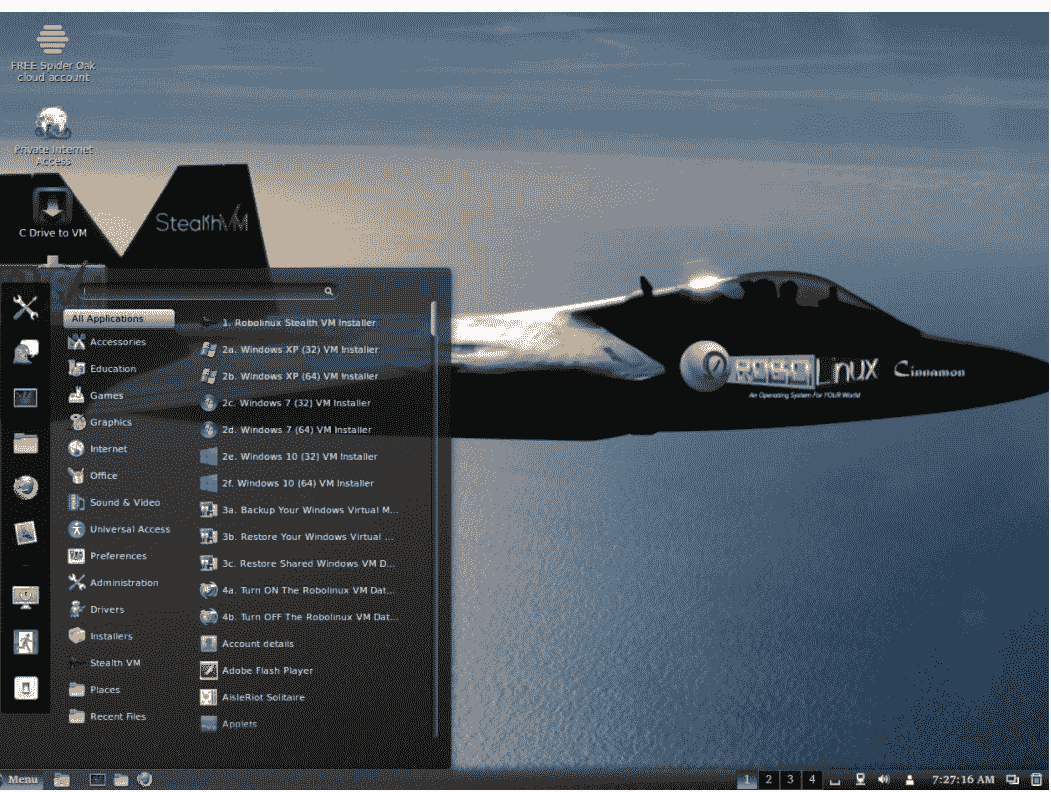 FREE Spider Oak
cloud account
Private Internet
Access
C Drive to VM
StealthVM
All Applications
Accessories
Education
Games
Graphics
Internet
Office
Sound & Video
Universal Access
Preferences
Administration
Drivers
Installers
Stealth VM
Places
Recent Files
1. Robolinux Stealth VM Installer
2a. Windows XP (32) VM Installer
2b. Windows XP (64) VM Installer
2c. Windows 7 (32) VM Installer
2d. Windows 7 (64) VM Installer
2e. Windows 10 (32) VM Installer
2f. Windows 10 (64) VM Installer
3a. Backup Your Windows Virtual M...
3b. Restore Your Windows Virtual ...
3c. Restore Shared Windows VM D...
4a. Turn ON The Robolinux VM Dat...
4b. Turn OFF The Robolinux VM Dat...
Account details
Adobe Flash Player
AisleRiot Solitaire
Applets
ROBOLinux Cinnamon
An Operating System For YOUR World
Menu 1 2 3 4 7:27:16 AM